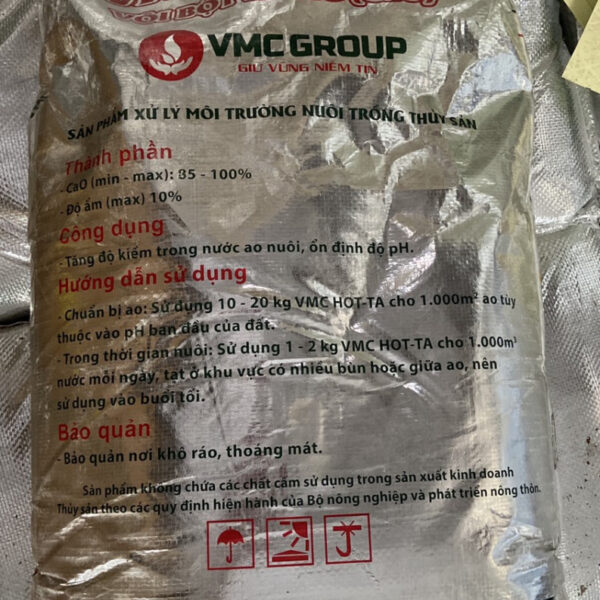 VÔI BỘT
VMC GROUP
GIỮ VỮNG NIỀM TIN
SẢN PHẨM XỬ LÝ MÔI TRƯỜNG NUÔI TRỒNG THỦY SẢN
Thành phần
- CaO (min - max): 85 - 100%
- Độ ẩm (max) 10%
Công dụng
- Tăng độ kiềm trong nước ao nuôi, ổn định độ pH.
Hướng dẫn sử dụng
- Chuẩn bị ao: Sử dụng 10 - 20 kg VMC HOT-TA cho 1.000m² ao tùy
thuộc vào pH ban đầu của đất.
- Trong thời gian nuôi: Sử dụng 1 - 2 kg VMC HOT-TA cho 1.000m³
nước mỗi ngày, tạt ở khu vực có nhiều bùn hoặc giữa ao, nên
sử dụng vào buổi tối.
Bảo quản
- Bảo quản nơi khô ráo, thoáng mát.
Sản phẩm không chứa các chất cấm sử dụng trong sản xuất kinh doanh
Thủy sản theo các quy định hiện hành của Bộ nông nghiệp và phát triển nông thôn.